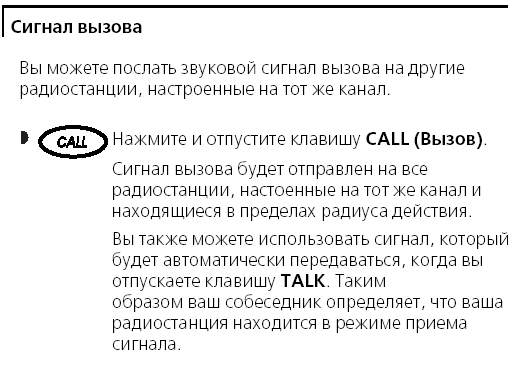 Сигнал вызова
Вы можете послать звуковой сигнал вызова на другие
радиостанции, настроенные на тот же канал.
CALL Нажмите и отпустите клавишу CALL (Вызов).
Сигнал вызова будет отправлен на все
радиостанции, настоенные на тот же канал и
находящиеся в пределах радиуса действия.
Вы также можете использовать сигнал, который
будет автоматически передаваться, когда вы
отпускаете клавишу TALK. Таким
образом ваш собеседник определяет, что ваша
радиостанция находится в режиме приема
сигнала.